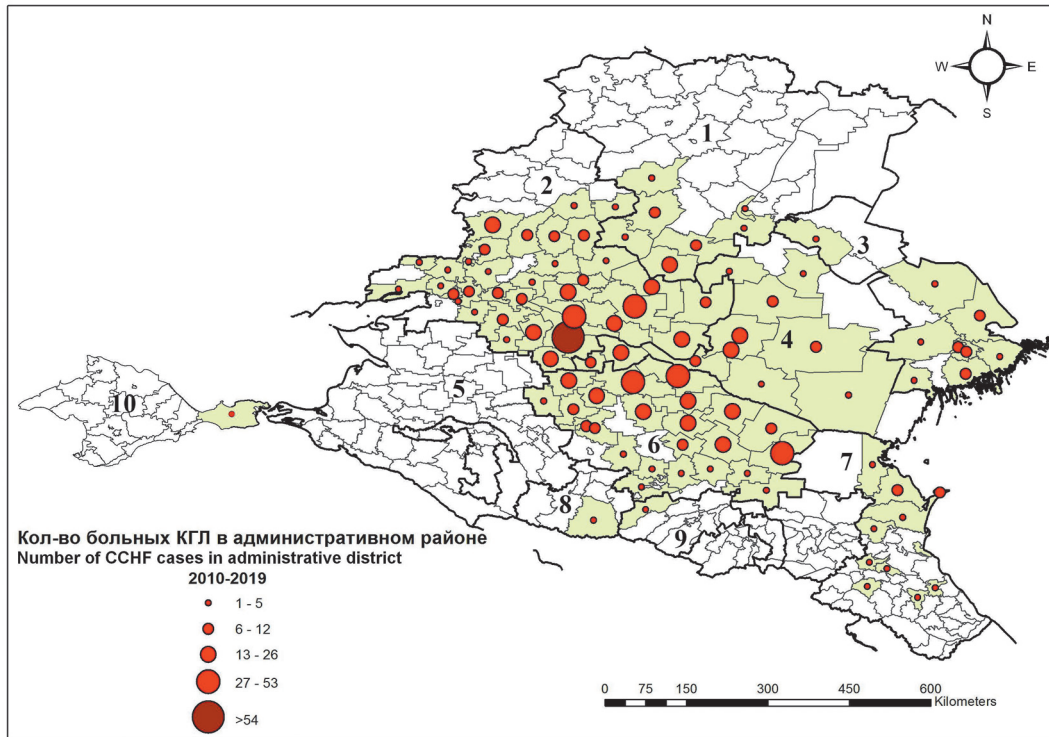 N
W E
S
1
2
3
4
5
10
6
7
8
9
Кол-во больных КГЛ в административном районе
Number of CCHF cases in administrative district
2010-2019
1 - 5
6 - 12
13 - 26
27 - 53
>54
0 75 150 300 450 600
Kilometers